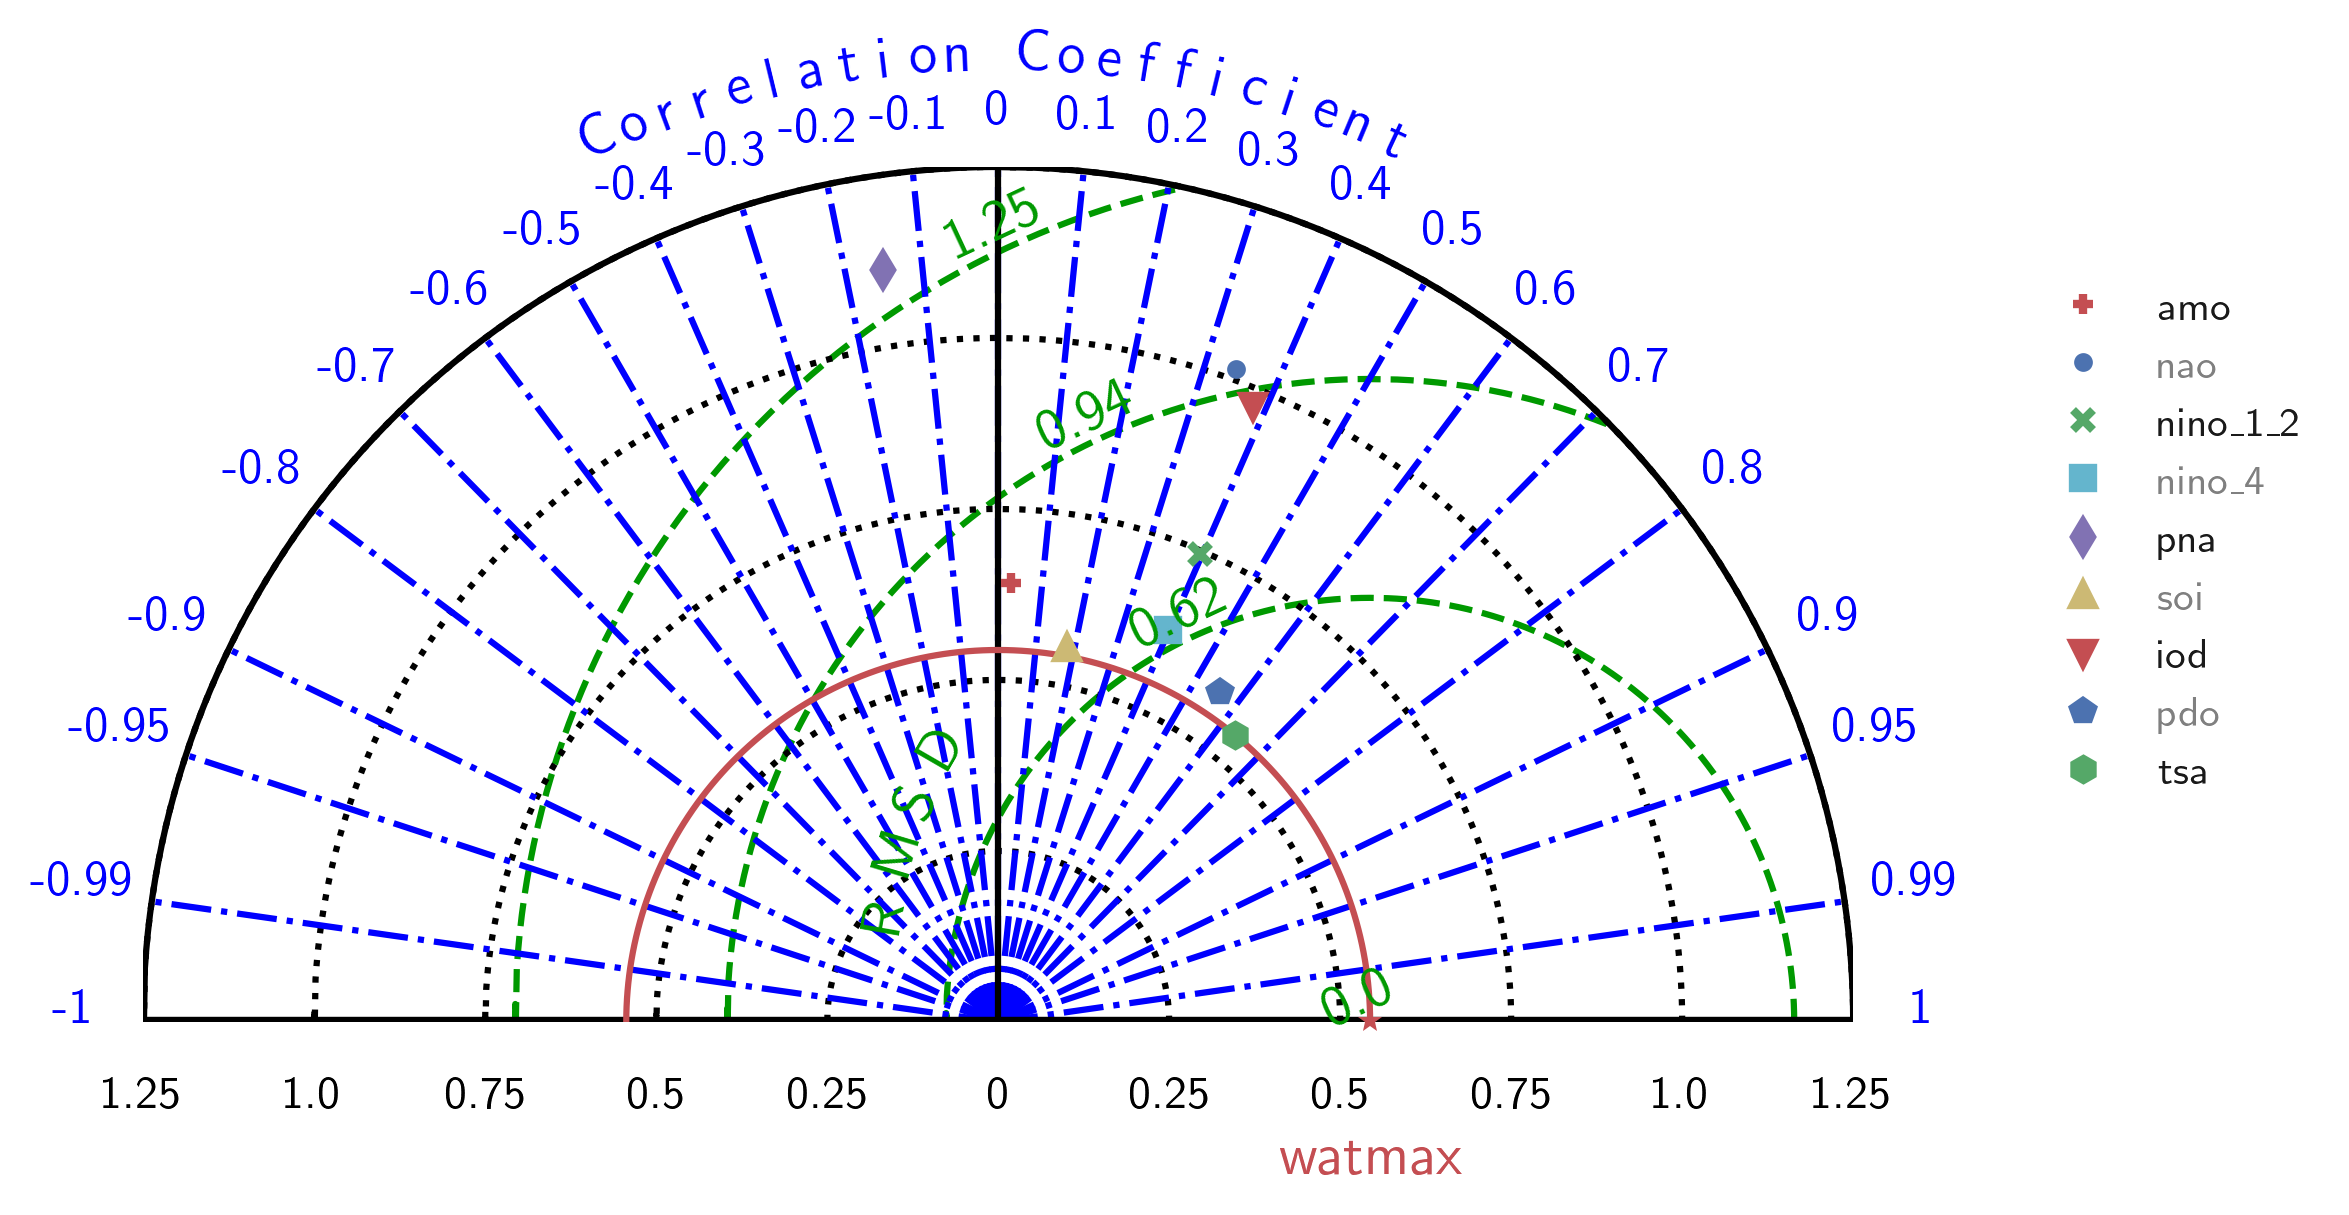 Correlation Coefficient
-1
-0.99
-0.95
-0.9
-0.8
-0.7
-0.6
-0.5
-0.4
-0.3
-0.2
-0.1
0
0.1
0.2
0.3
0.4
0.5
0.6
0.7
0.8
0.9
0.95
0.99
1
1.25
0.94
0.62
0.0
RMSD
1.25 1.0 0.75 0.5 0.25 0 0.25 0.5 0.75 1.0 1.25
watmax
amo
nao
nino_1_2
nino_4
pna
soi
iod
pdo
tsa